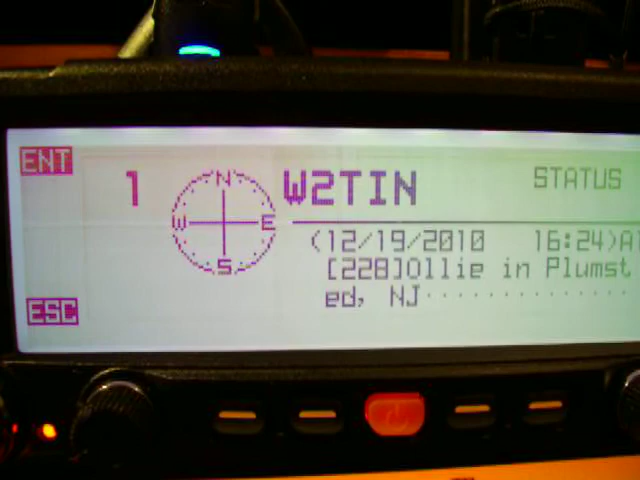 ENT
1
N
W E
S
W2TIN
STATUS
(12/19/2010 16:24)A
[228]Ollie in Plumst
ed, NJ..................
ESC